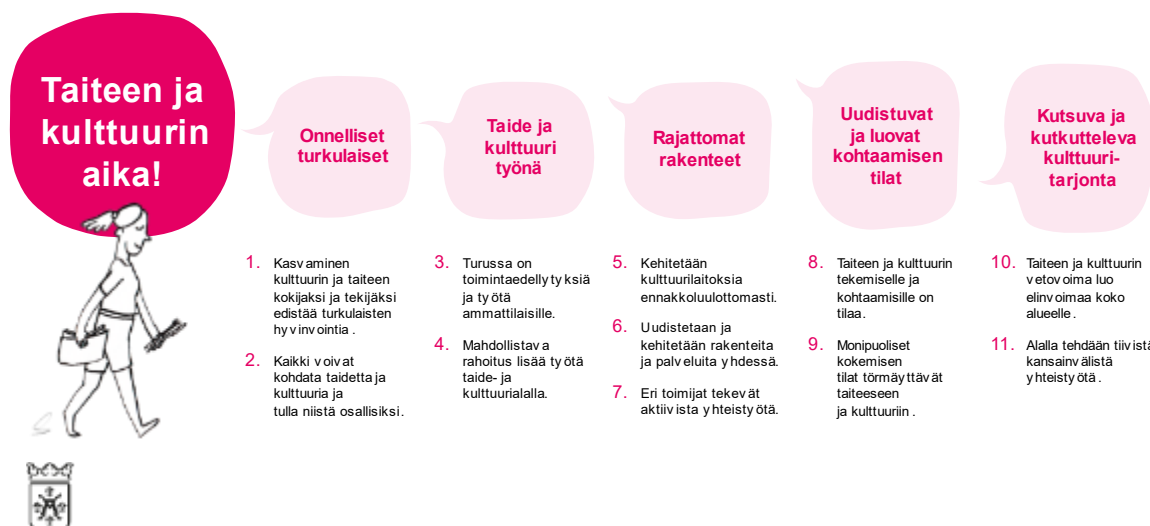 Taiteen ja
kulttuurin
aika!
Onnelliset
turkulaiset
Taide ja
kulttuuri
työnä
Rajattomat
rakenteet
Uudistuvat
ja luovat
kohtaamisen
tilat
Kutsuva ja
kutkutteleva
kulttuuri-
tarjonta
1. Kasvaminen
kulttuurin ja taiteen
kokijaksi ja tekijäksi
edistää turkulaisten
hyvinvointia.
2. Kaikki voivat
kohdata taidetta ja
kulttuuria ja
tulla niistä osallisiksi.
3. Turussa on
toimintaedellytyksiä
ja työtä
ammattilaisille.
4. Mahdollistava
rahoitus lisää työtä
taide- ja
kulttuurialalla.
5. Kehitetään
kulttuurilaitoksia
ennakkoluulottomasti.
6. Uudistetaan ja
kehitetään rakenteita
ja palveluita yhdessä.
7. Eri toimijat tekevät
aktiivista yhteistyötä.
8. Taiteen ja kulttuurin
tekemiselle ja
kohtaamisille on
tilaa.
9. Monipuoliset
kokemisen
tilat törmäyttävät
taiteeseen
ja kulttuuriin.
10. Taiteen ja kulttuurin
vetovoima luo
elinvoimaa koko
alueelle.
11. Alalla tehdään tiivistä
kansainvälistä
yhteistyötä.